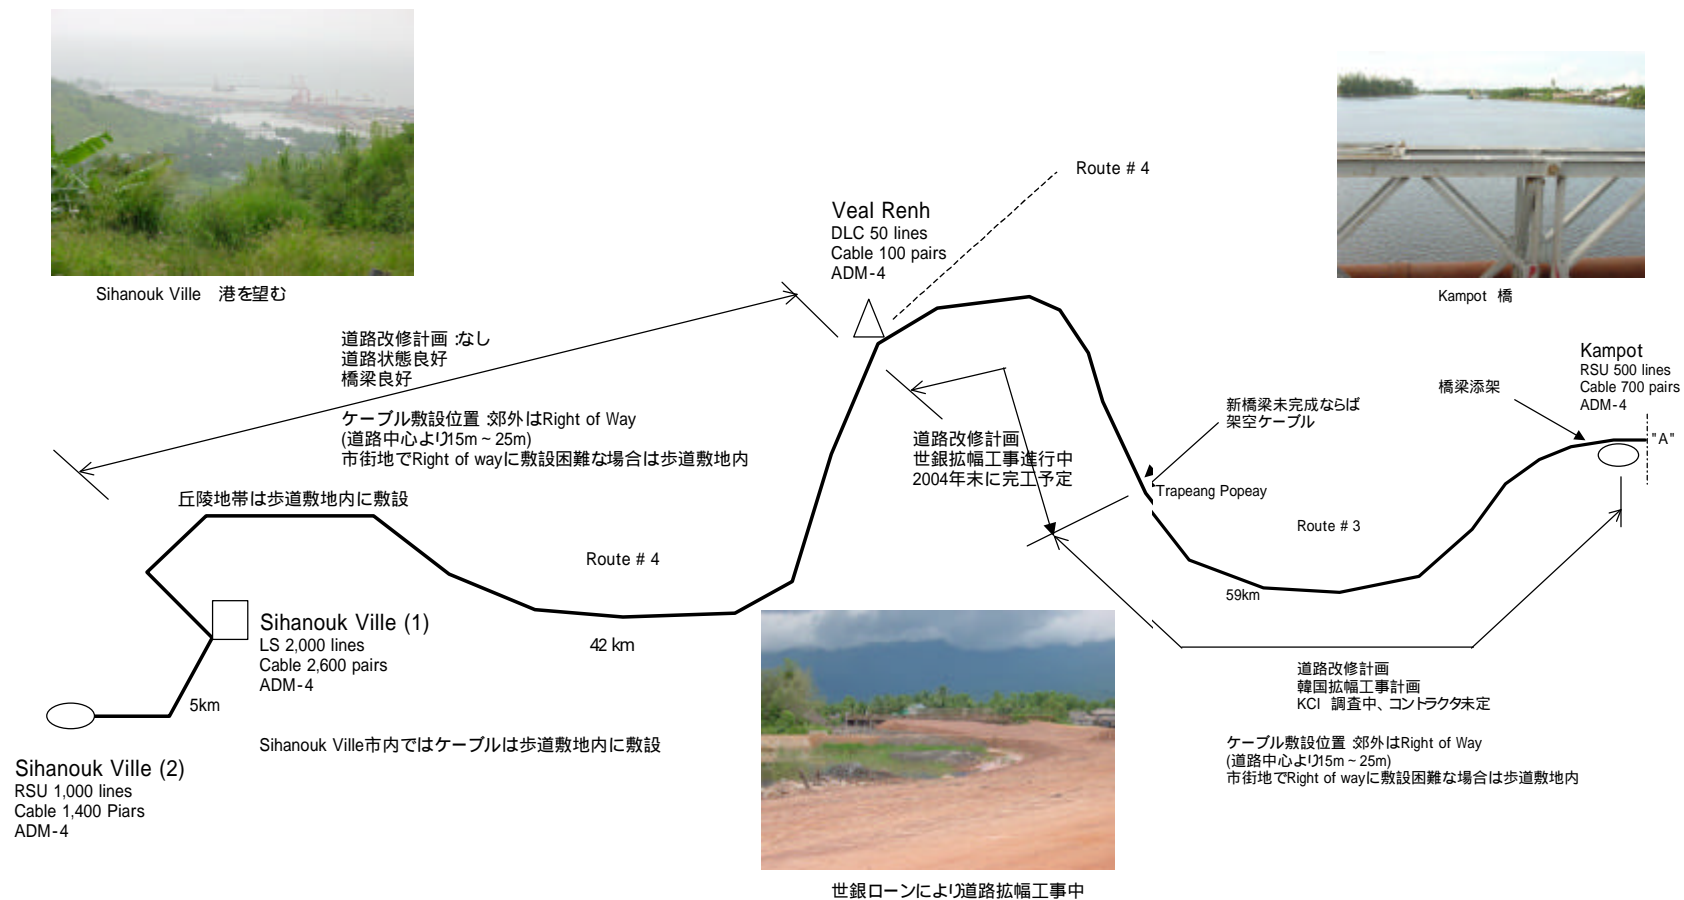 Sihanouk Ville 港を望む
Route # 4
Veal Renh
DLC 50 lines
Cable 100 pairs
ADM-4
Kampot 橋
道路改修計画 :なし
道路状態良好
橋梁良好
ケーブル敷設位置 :郊外はRight of Way
(道路中心より15m ~ 25m)
市街地でRight of wayに敷設困難な場合は歩道敷地内
丘陵地帯は歩道敷地内に敷設
道路改修計画
世銀拡幅工事進行中
2004年末に完工予定
新橋梁未完成ならば
架空ケーブル
橋梁添架
Kampot
RSU 500 lines
Cable 700 pairs
ADM-4
"A"
Trapeang Popeay
Route # 3
59km
Route # 4
42 km
Sihanouk Ville (1)
LS 2,000 lines
Cable 2,600 pairs
ADM-4
5km
Sihanouk Ville市内ではケーブルは歩道敷地内に敷設
Sihanouk Ville (2)
RSU 1,000 lines
Cable 1,400 Piars
ADM-4
道路改修計画
韓国拡幅工事計画
KCI 調査中、コントラクタ未定
ケーブル敷設位置 :郊外はRight of Way
(道路中心より15m ~ 25m)
市街地でRight of wayに敷設困難な場合は歩道敷地内
世銀ローンにより道路拡幅工事中